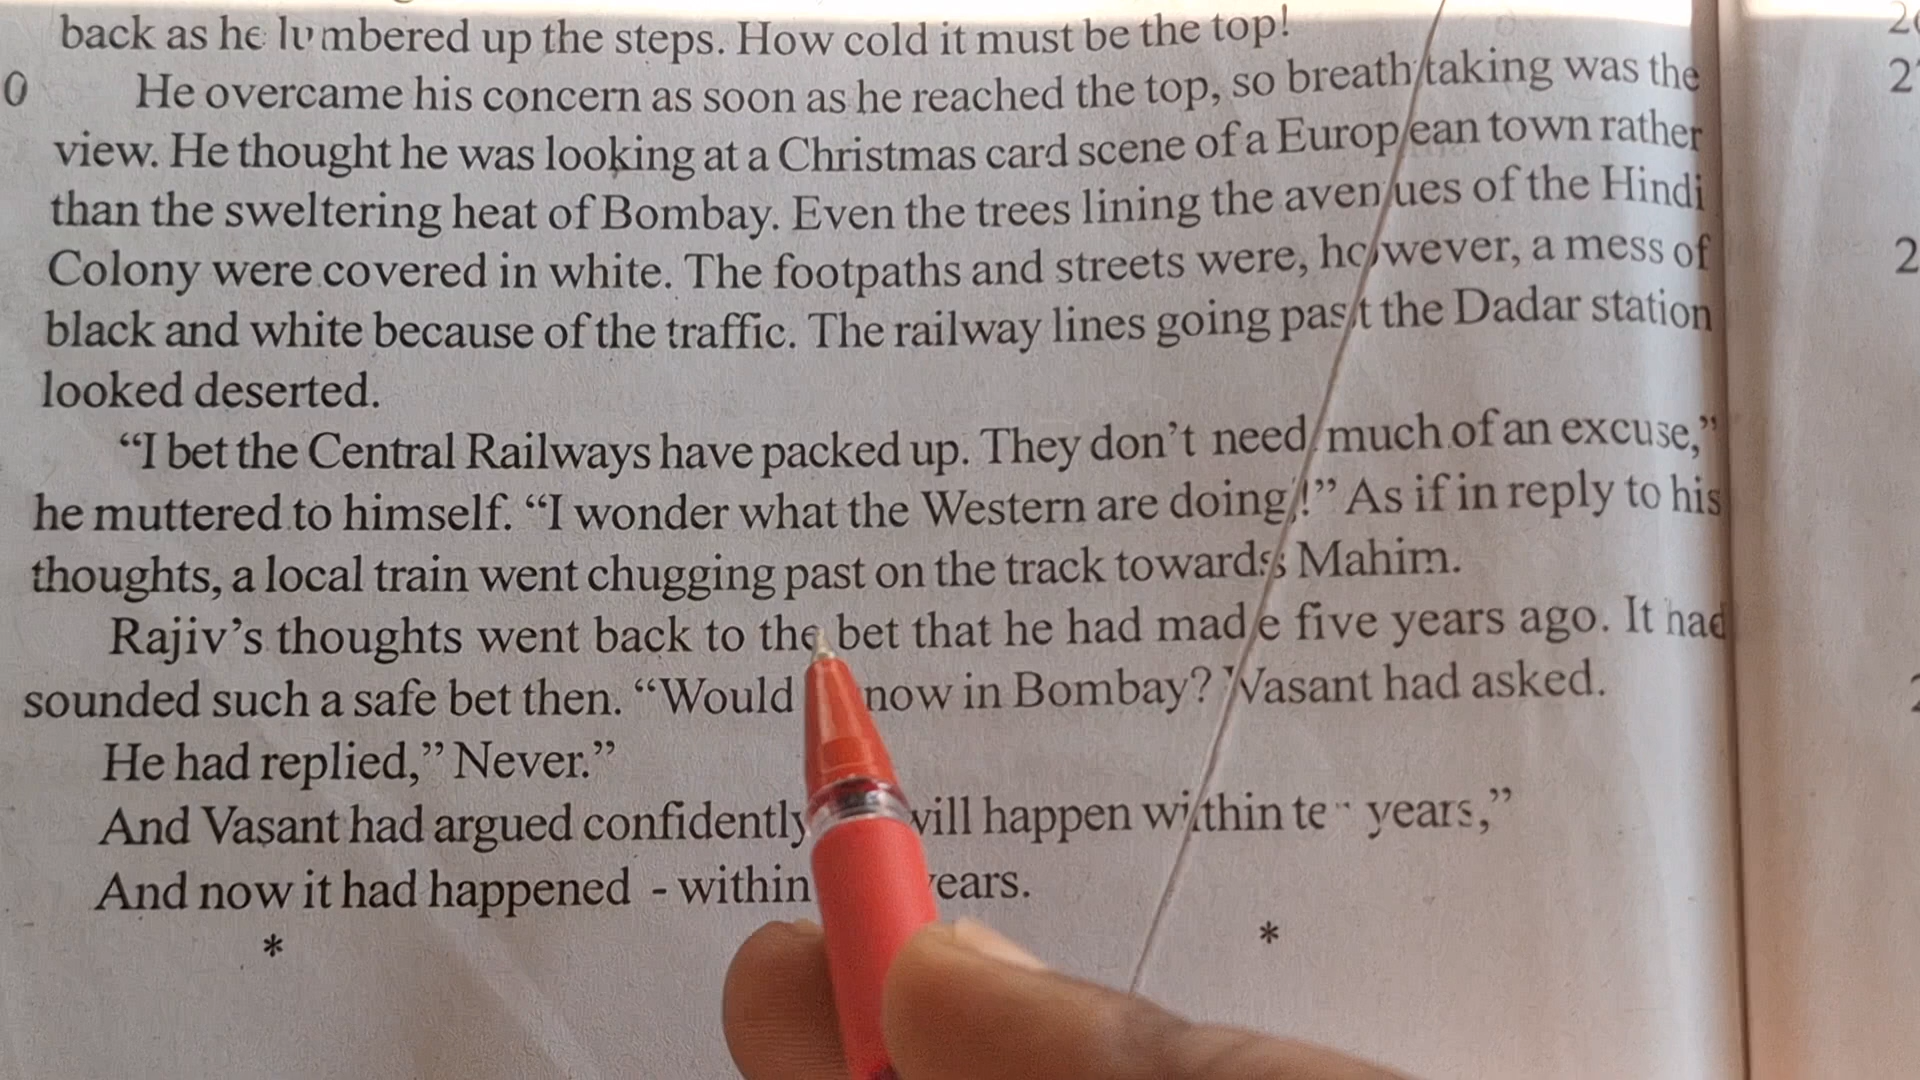 back as he lumbered up the steps. How cold it must be the top!
0 He overcame his concern as soon as he reached the top, so breathtaking was the
view. He thought he was looking at a Christmas card scene of a European town rather
than the sweltering heat of Bombay. Even the trees lining the avenues of the Hindi
Colony were covered in white. The footpaths and streets were, however, a mess of
black and white because of the traffic. The railway lines going past the Dadar station
looked deserted.
“I bet the Central Railways have packed up. They don’t need much of an excuse,”
he muttered to himself. “I wonder what the Western are doing!” As if in reply to his
thoughts, a local train went chugging past on the track towards Mahim.
Rajiv’s thoughts went back to the bet that he had made five years ago. It had
sounded such a safe bet then. “Would now in Bombay? Vasant had asked.
He had replied,” Never.”
And Vasant had argued confidently will happen within years,”
And now it had happened - within
* *